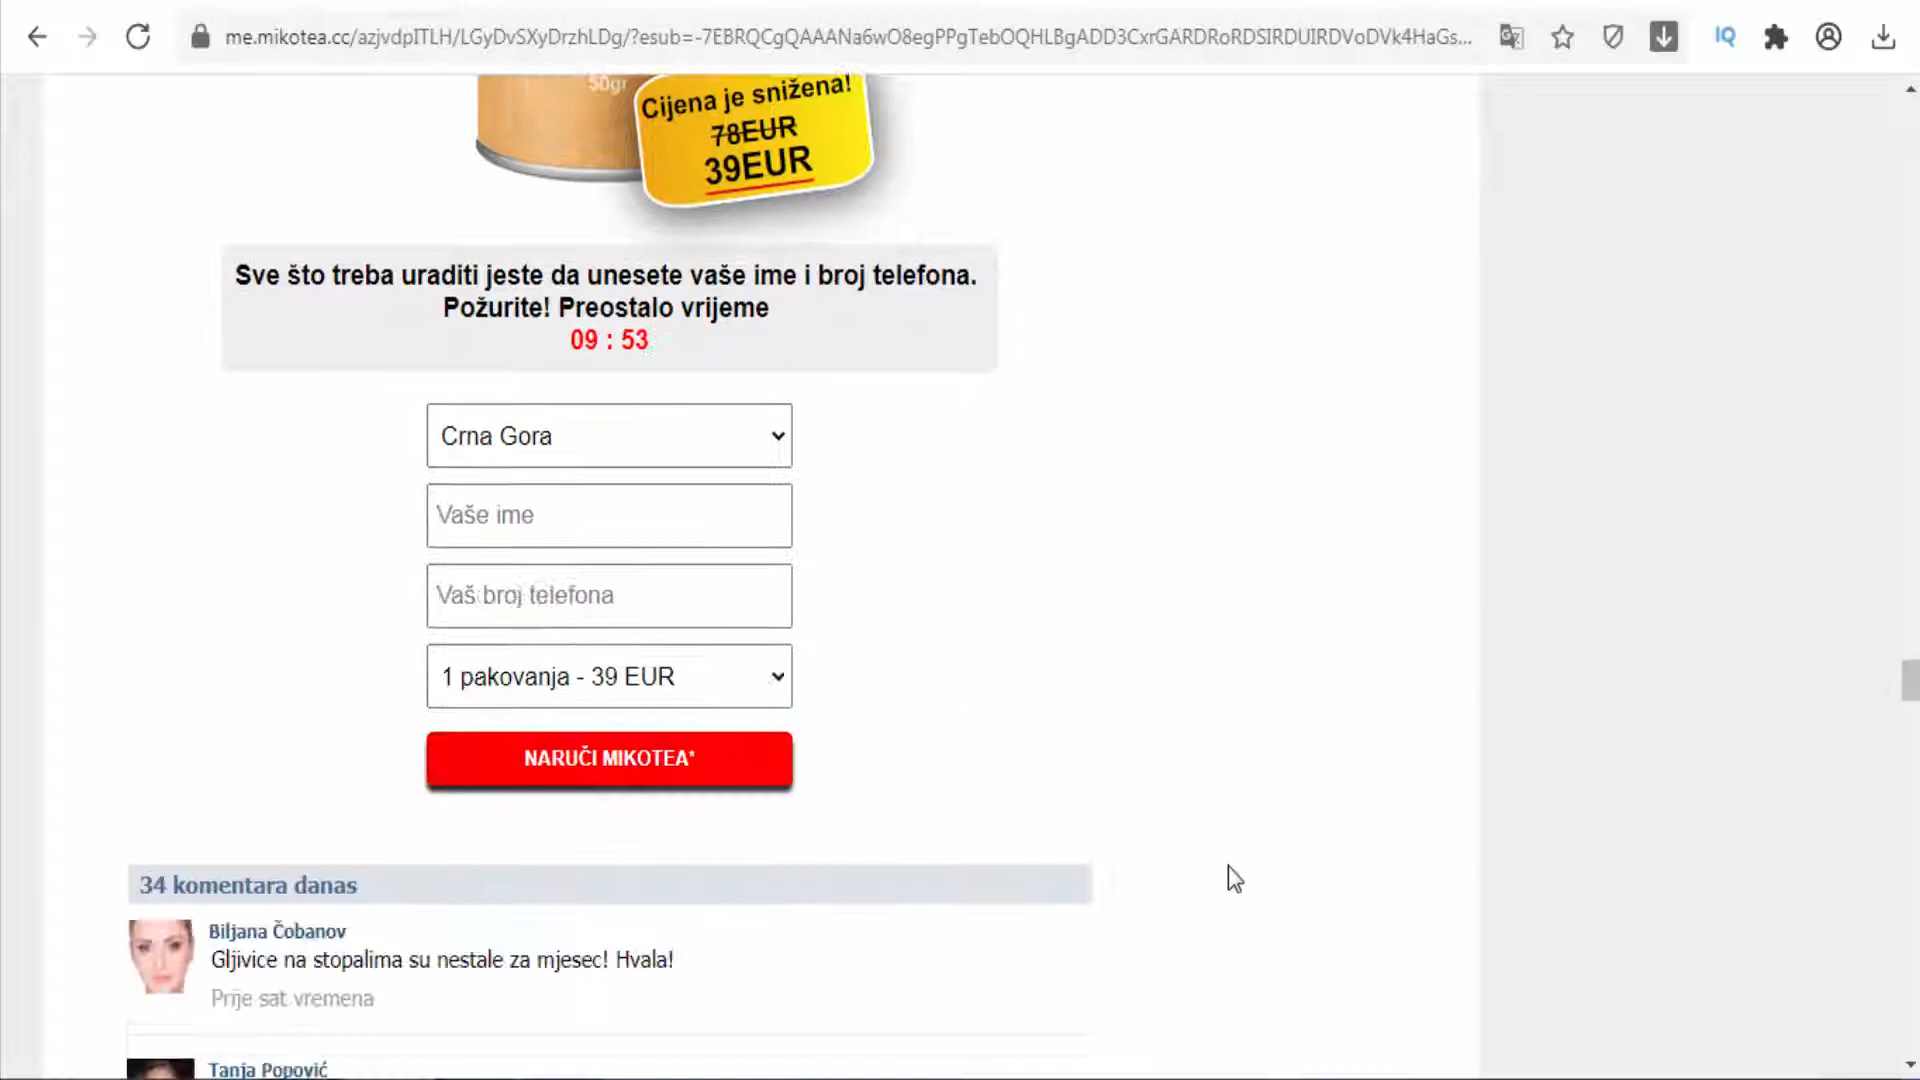 me.mikotea.cc/azjvdpITLH/LGyDvSXyDrzhLDg/?esub=-7EBRQCgQAAANa6wO8egPPgTebOQHLBgADD3CxrGARDRoRDSIRDUIRDVoDVk4HaGs...
IQ
50gr
Cijena je snižena!
78EUR
39EUR
Sve što treba uraditi jeste da unesete vaše ime i broj telefona.
Požurite! Preostalo vrijeme
09 : 53
Crna Gora
Vaše ime
Vaš broj telefona
1 pakovanja - 39 EUR
NARUČI MIKOTEA*
34 komentara danas
Biljana Čobanov
Gljivice na stopalima su nestale za mjesec! Hvala!
Prije sat vremena
Tanja Popović